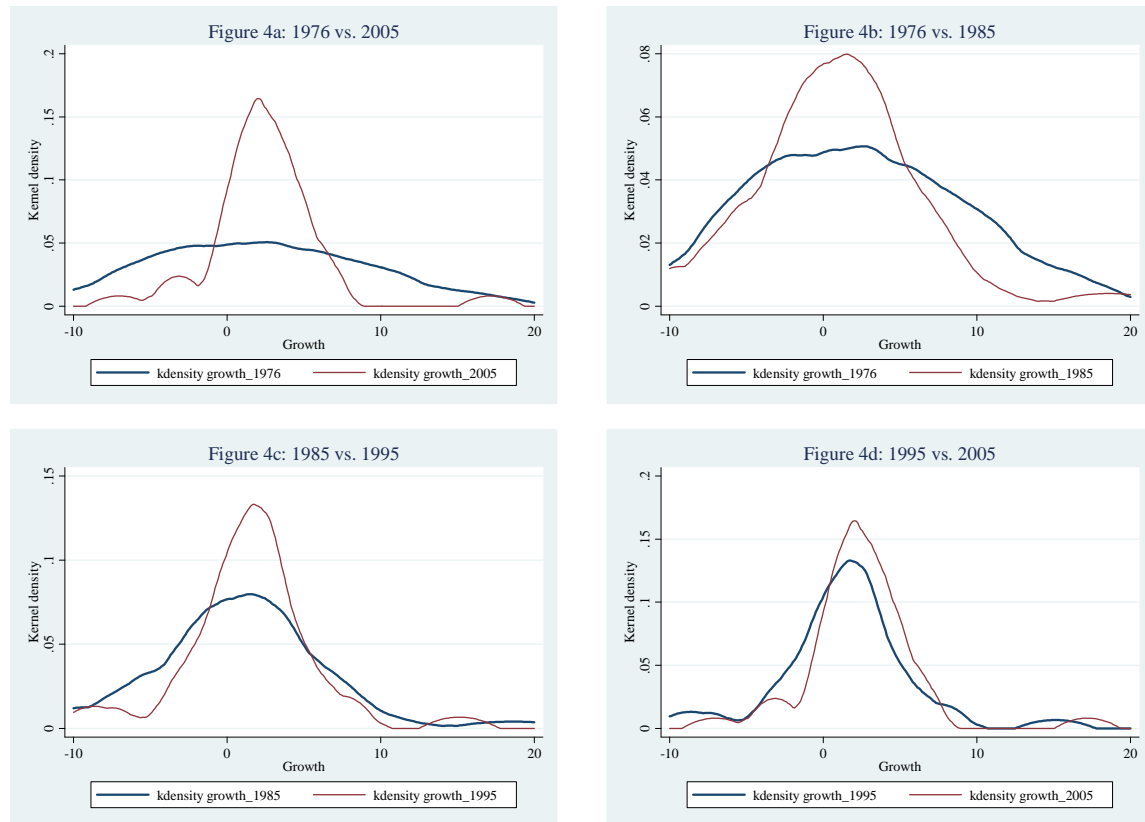 Figure 4a: 1976 vs. 2005
Kernel density
0 .05 .1 .15 .2
-10 0 10 20
Growth
kdensity growth_1976 kdensity growth_2005
Figure 4b: 1976 vs. 1985
Kernel density
0 .02 .04 .06 .08
-10 0 10 20
Growth
kdensity growth_1976 kdensity growth_1985
Figure 4c: 1985 vs. 1995
Kernel density
0 .05 .1 .15
-10 0 10 20
Growth
kdensity growth_1985 kdensity growth_1995
Figure 4d: 1995 vs. 2005
Kernel density
0 .05 .1 .15 .2
-10 0 10 20
Growth
kdensity growth_1995 kdensity growth_2005